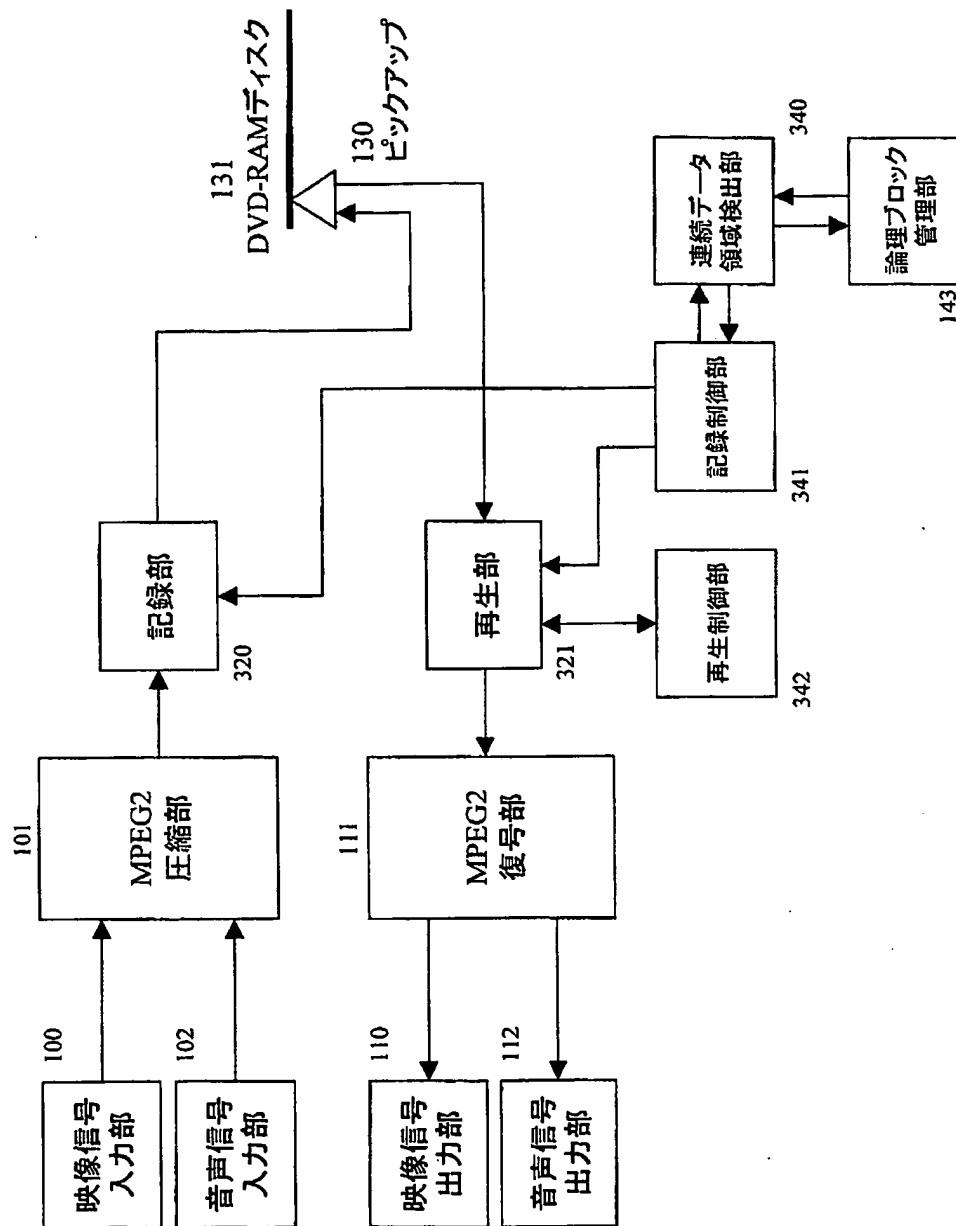 100
映像信号
入力部
102
音声信号
入力部
101
MPEG2
圧縮部
記録部
320
131
DVD-RAMディスク
130
ピックアップ
110
映像信号
出力部
112
音声信号
出力部
111
MPEG2
復号部
再生部
321
再生制御部
342
記録制御部
341
340
連続データ
領域検出部
論理ブロック
管理部
143